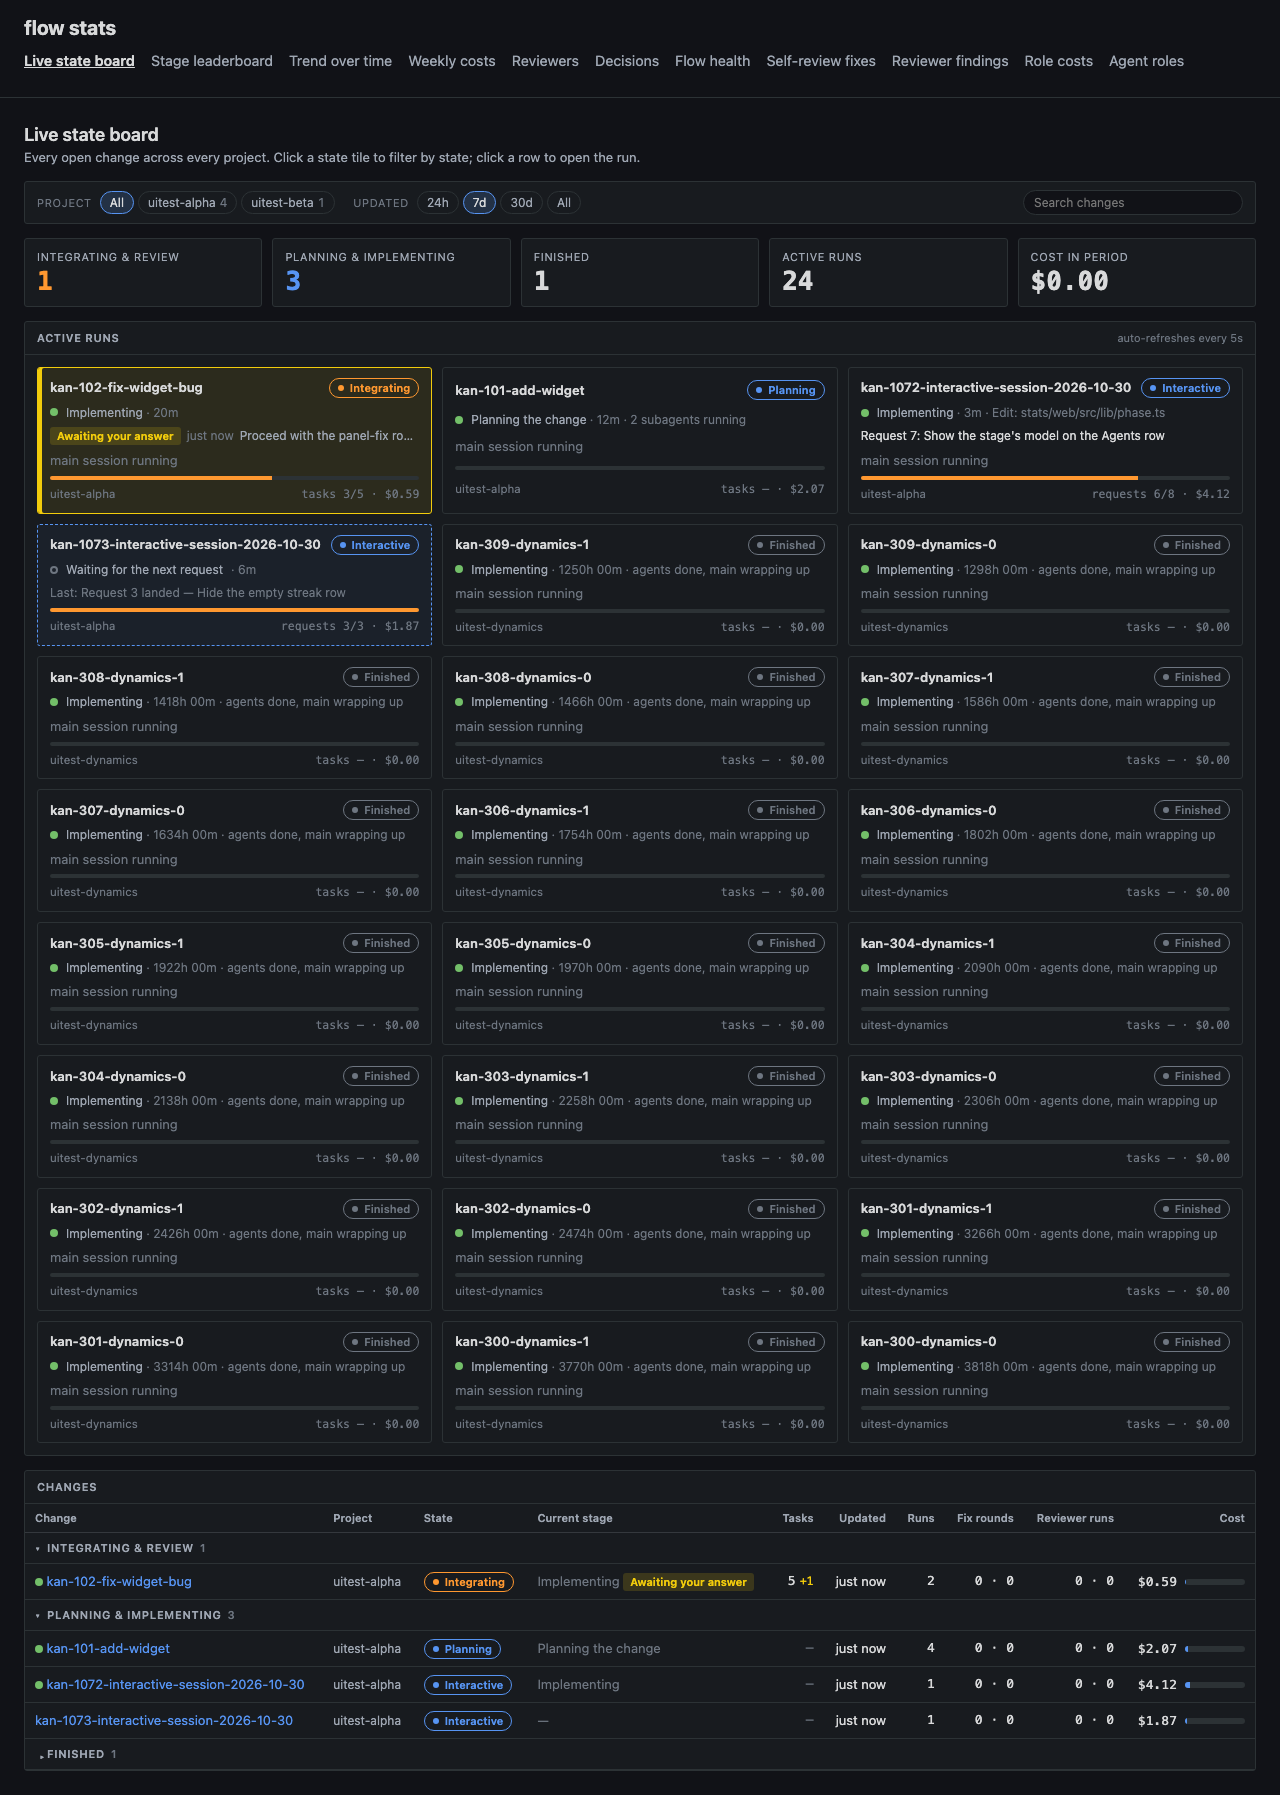 flow stats
Live state board Stage leaderboard Trend over time Weekly costs Reviewers Decisions Flow health Self-review fixes Reviewer findings Role costs Agent roles
Live state board
Every open change across every project. Click a state tile to filter by state; click a row to open the run.
PROJECT All uitest-alpha 4 uitest-beta 1 UPDATED 24h 7d 30d All Search changes
INTEGRATING & REVIEW PLANNING & IMPLEMENTING FINISHED ACTIVE RUNS COST IN PERIOD
1 3 1 24 $0.00
ACTIVE RUNS auto-refreshes every 5s
kan-102-fix-widget-bug Integrating
Implementing · 20m
Awaiting your answer just now Proceed with the panel-fix ro...
main session running
uitest-alpha tasks 3/5 · $0.59
kan-101-add-widget Planning
Planning the change · 12m · 2 subagents running
main session running
uitest-alpha tasks — · $2.07
kan-1072-interactive-session-2026-10-30 Interactive
Implementing · 3m · Edit: stats/web/src/lib/phase.ts
Request 7: Show the stage's model on the Agents row
main session running
uitest-alpha requests 6/8 · $4.12
kan-1073-interactive-session-2026-10-30 Interactive
Waiting for the next request · 6m
Last: Request 3 landed — Hide the empty streak row
uitest-alpha requests 3/3 · $1.87
kan-309-dynamics-1 Finished
Implementing · 1250h 00m · agents done, main wrapping up
main session running
uitest-dynamics tasks — · $0.00
kan-309-dynamics-0 Finished
Implementing · 1298h 00m · agents done, main wrapping up
main session running
uitest-dynamics tasks — · $0.00
kan-308-dynamics-1 Finished
Implementing · 1418h 00m · agents done, main wrapping up
main session running
uitest-dynamics tasks — · $0.00
kan-308-dynamics-0 Finished
Implementing · 1466h 00m · agents done, main wrapping up
main session running
uitest-dynamics tasks — · $0.00
kan-307-dynamics-1 Finished
Implementing · 1586h 00m · agents done, main wrapping up
main session running
uitest-dynamics tasks — · $0.00
kan-307-dynamics-0 Finished
Implementing · 1634h 00m · agents done, main wrapping up
main session running
uitest-dynamics tasks — · $0.00
kan-306-dynamics-1 Finished
Implementing · 1754h 00m · agents done, main wrapping up
main session running
uitest-dynamics tasks — · $0.00
kan-306-dynamics-0 Finished
Implementing · 1802h 00m · agents done, main wrapping up
main session running
uitest-dynamics tasks — · $0.00
kan-305-dynamics-1 Finished
Implementing · 1922h 00m · agents done, main wrapping up
main session running
uitest-dynamics tasks — · $0.00
kan-305-dynamics-0 Finished
Implementing · 1970h 00m · agents done, main wrapping up
main session running
uitest-dynamics tasks — · $0.00
kan-304-dynamics-1 Finished
Implementing · 2090h 00m · agents done, main wrapping up
main session running
uitest-dynamics tasks — · $0.00
kan-304-dynamics-0 Finished
Implementing · 2138h 00m · agents done, main wrapping up
main session running
uitest-dynamics tasks — · $0.00
kan-303-dynamics-1 Finished
Implementing · 2258h 00m · agents done, main wrapping up
main session running
uitest-dynamics tasks — · $0.00
kan-303-dynamics-0 Finished
Implementing · 2306h 00m · agents done, main wrapping up
main session running
uitest-dynamics tasks — · $0.00
kan-302-dynamics-1 Finished
Implementing · 2426h 00m · agents done, main wrapping up
main session running
uitest-dynamics tasks — · $0.00
kan-302-dynamics-0 Finished
Implementing · 2474h 00m · agents done, main wrapping up
main session running
uitest-dynamics tasks — · $0.00
kan-301-dynamics-1 Finished
Implementing · 3266h 00m · agents done, main wrapping up
main session running
uitest-dynamics tasks — · $0.00
kan-301-dynamics-0 Finished
Implementing · 3314h 00m · agents done, main wrapping up
main session running
uitest-dynamics tasks — · $0.00
kan-300-dynamics-1 Finished
Implementing · 3770h 00m · agents done, main wrapping up
main session running
uitest-dynamics tasks — · $0.00
kan-300-dynamics-0 Finished
Implementing · 3818h 00m · agents done, main wrapping up
main session running
uitest-dynamics tasks — · $0.00
CHANGES
Change Project State Current stage Tasks Updated Runs Fix rounds Reviewer runs Cost
INTEGRATING & REVIEW 1
kan-102-fix-widget-bug uitest-alpha Integrating Implementing Awaiting your answer 5 +1 just now 2 0 · 0 0 · 0 $0.59
PLANNING & IMPLEMENTING 3
kan-101-add-widget uitest-alpha Planning Planning the change — just now 4 0 · 0 0 · 0 $2.07
kan-1072-interactive-session-2026-10-30 uitest-alpha Interactive Implementing — just now 1 0 · 0 0 · 0 $4.12
kan-1073-interactive-session-2026-10-30 uitest-alpha Interactive — — just now 1 0 · 0 0 · 0 $1.87
FINISHED 1